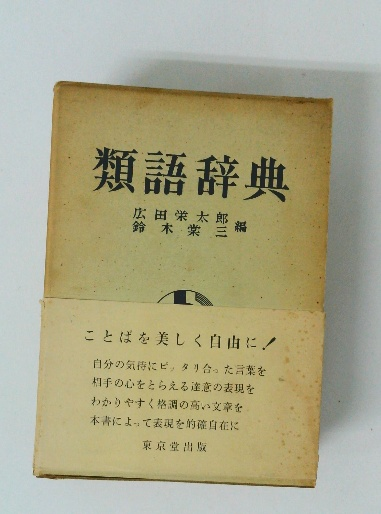 類語辞典
広田栄太郎
鈴木棠三 編
ことばを美しく自由に!
自分の気持にピッタリ合った言葉を
相手の心をとらえる達意の表現を
わかりやすく格調の高い文章を
本書によって表現を的確自在に
東京堂出版